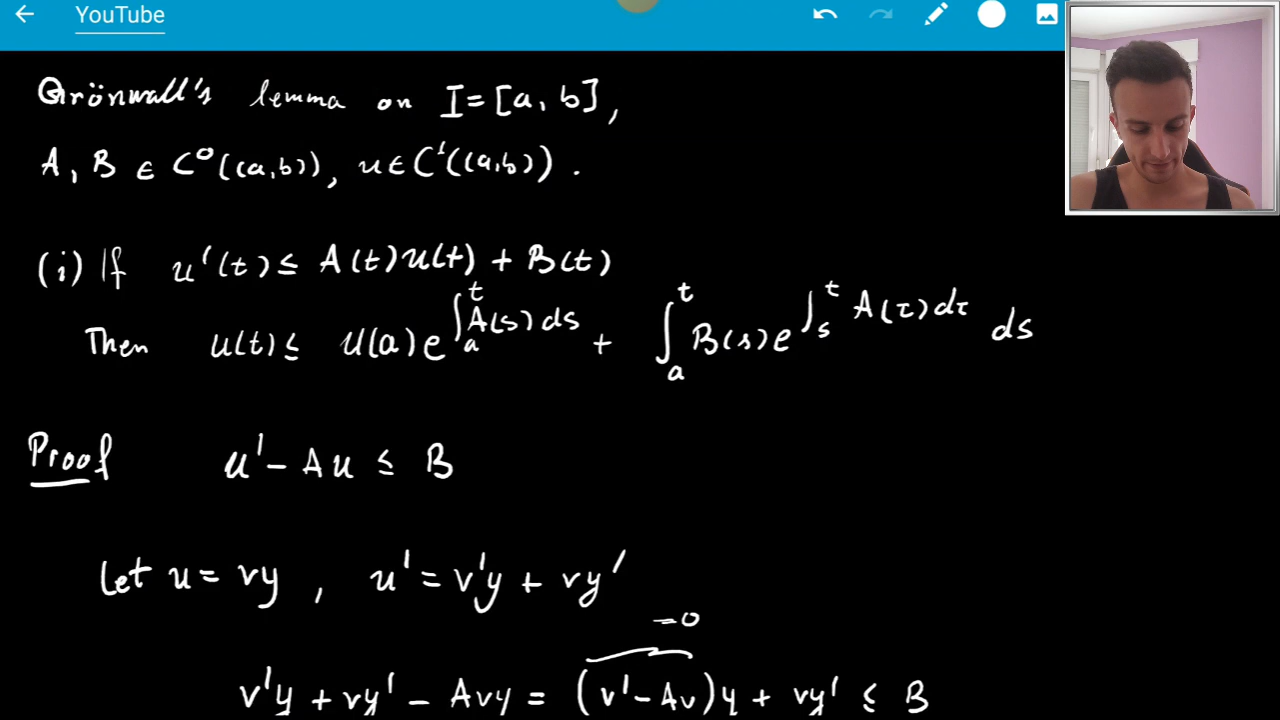 YouTube
Grönwall's lemma on I=[a, b],
A, B ∈ C⁰((a,b)), u ∈ C¹((a,b)).
(i) If u'(t) ≤ A(t)u(t) + B(t)
Then u(t) ≤ u(a)e^{∫_a^t A(s)ds} + ∫_a^t B(s)e^{∫_s^t A(τ)dτ} ds
Proof u' - Au ≤ B
Let u = vy, u' = v'y + vy'
=0
v'y + vy' - Avy = (v' - Av)y + vy' ≤ B